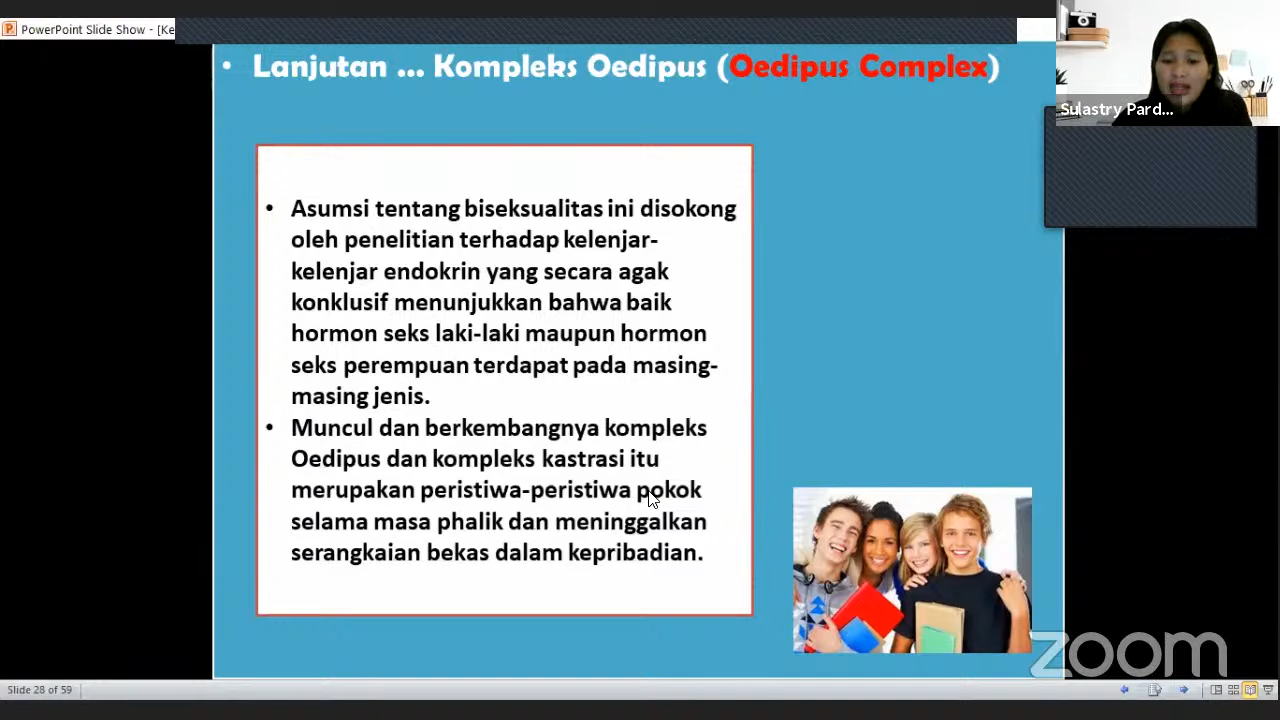 PowerPoint Slide Show - [Ke
• Lanjutan ... Kompleks Oedipus (Oedipus Complex)
Sulastry Pard...
• Asumsi tentang biseksualitas ini disokong
oleh penelitian terhadap kelenjar-
kelenjar endokrin yang secara agak
konklusif menunjukkan bahwa baik
hormon seks laki-laki maupun hormon
seks perempuan terdapat pada masing-
masing jenis.
• Muncul dan berkembangnya kompleks
Oedipus dan kompleks kastrasi itu
merupakan peristiwa-peristiwa pokok
selama masa phalik dan meninggalkan
serangkaian bekas dalam kepribadian.
zoom
Slide 28 of 59